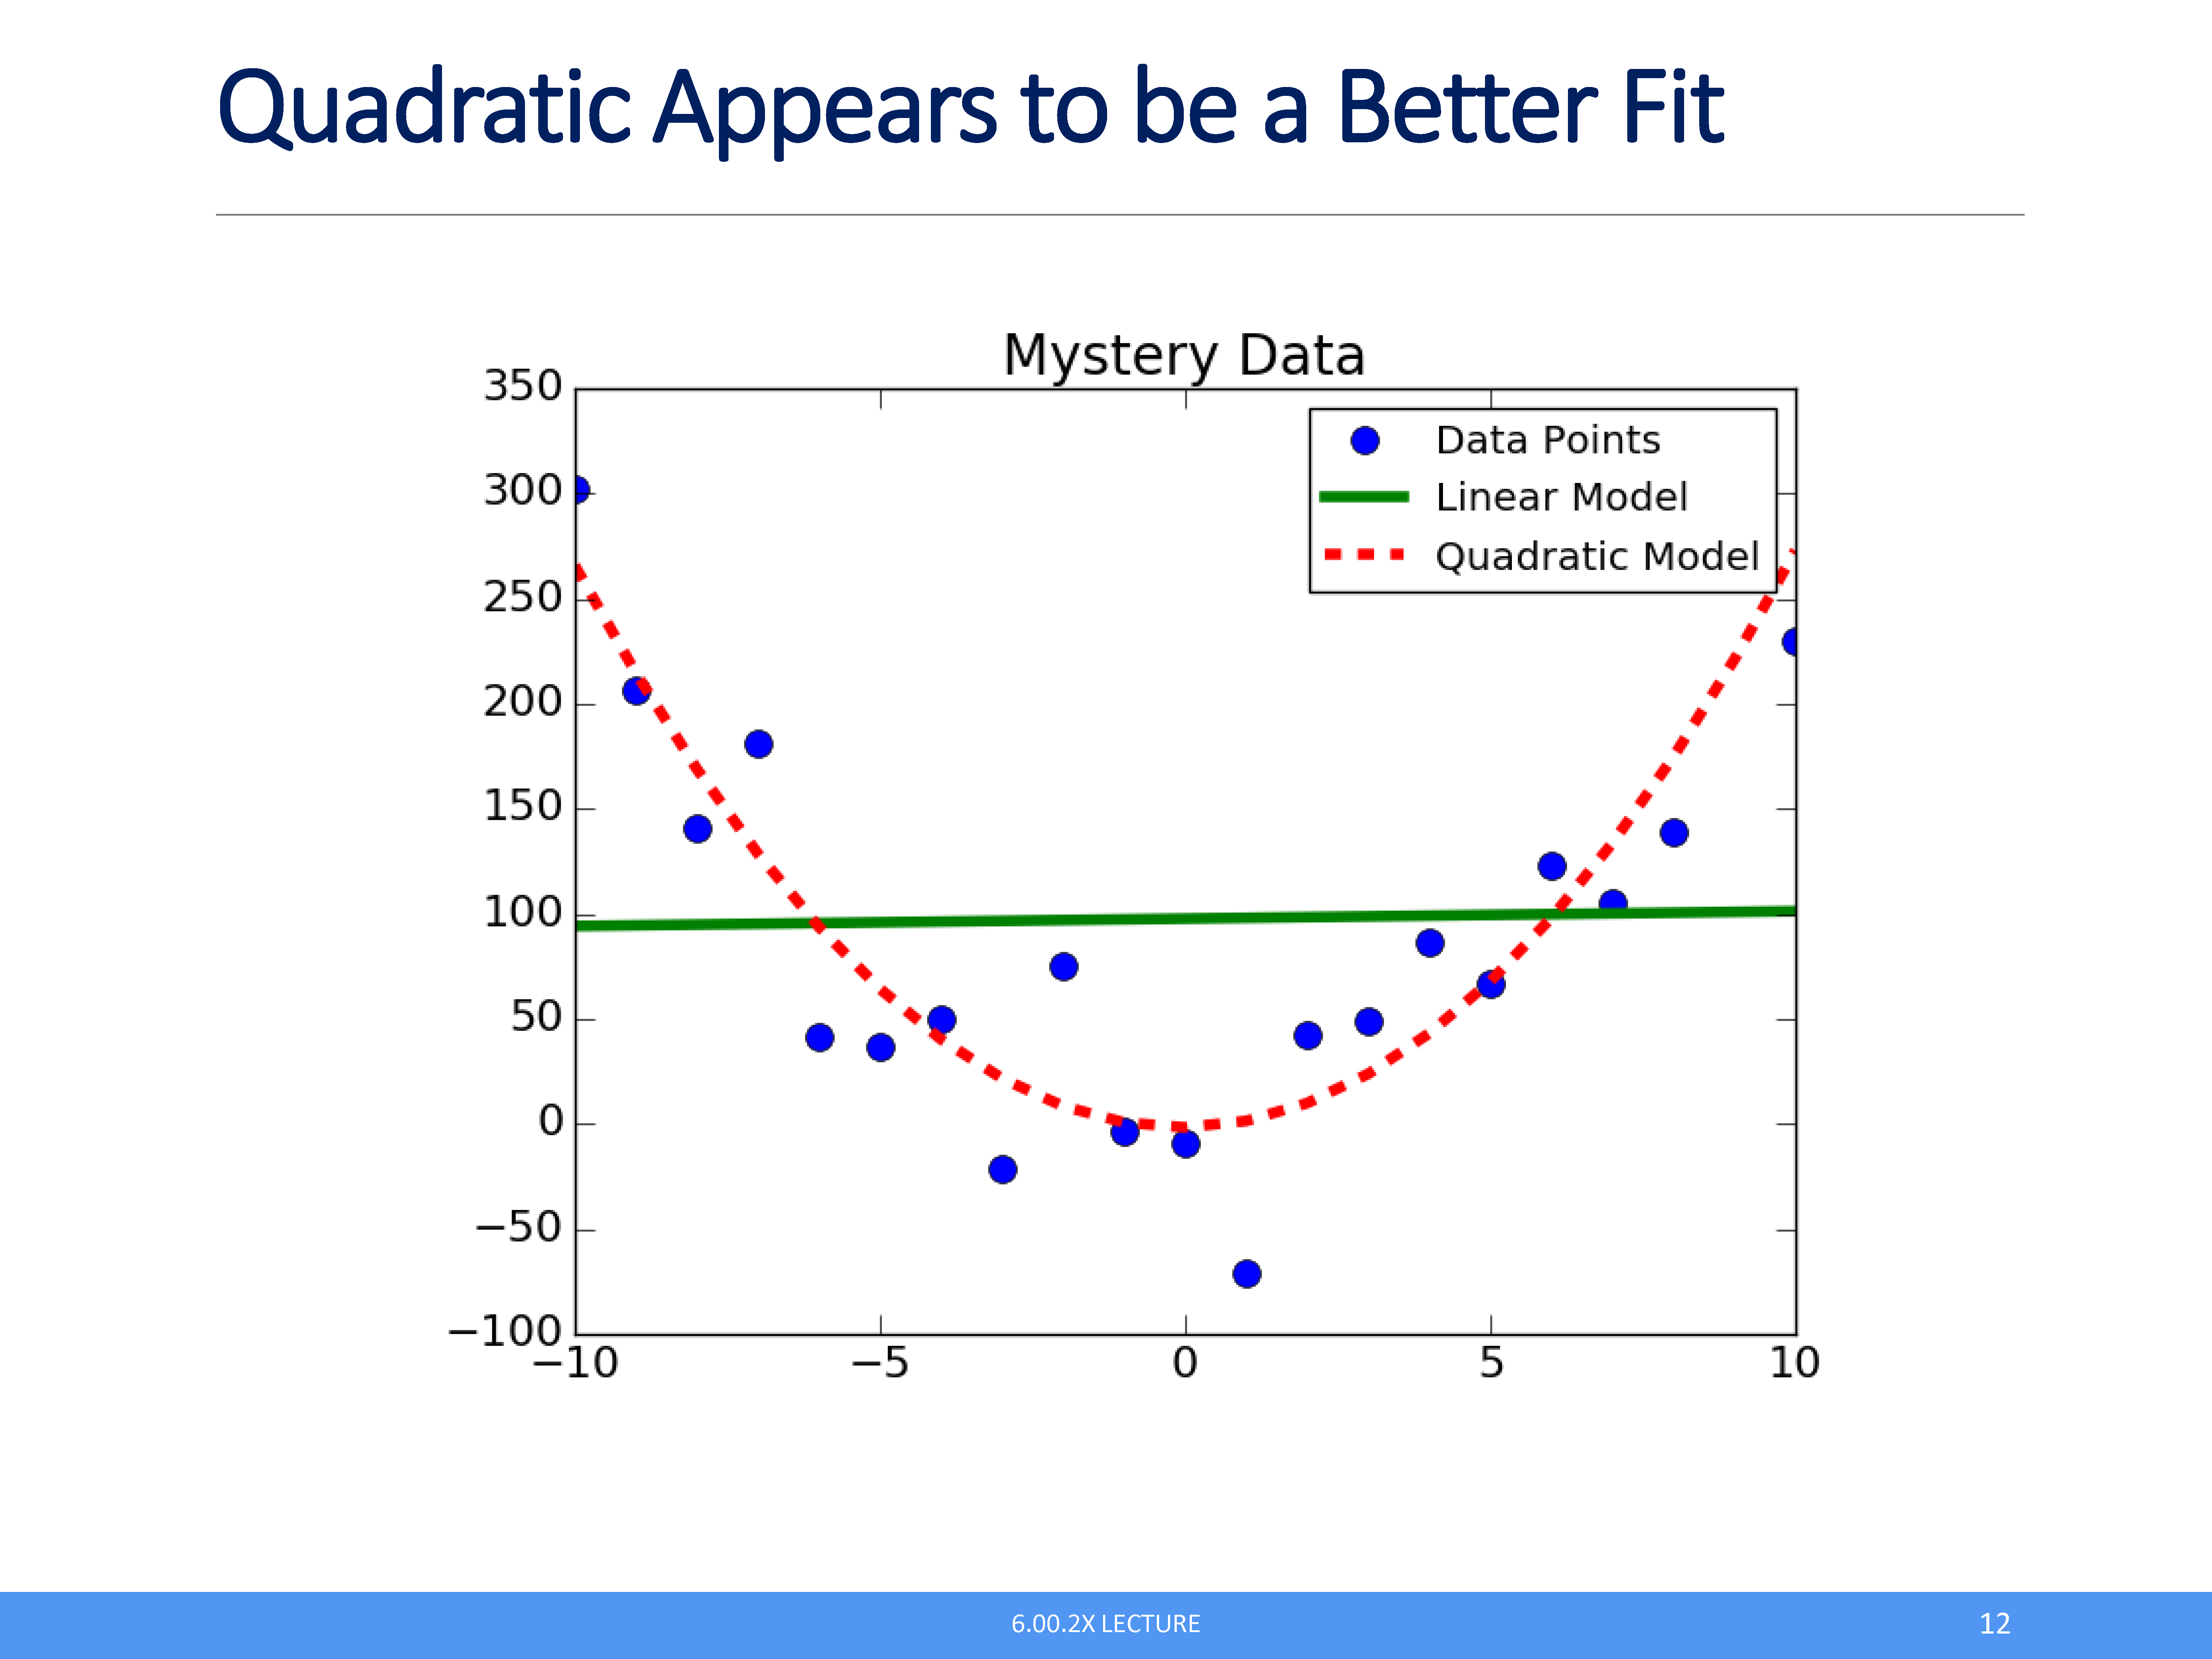 Quadratic Appears to be a Better Fit
Mystery Data
350
300
250
200
150
100
50
0
−50
−100
−10 −5 0 5 10
Data Points
Linear Model
Quadratic Model
6.00.2X LECTURE
12